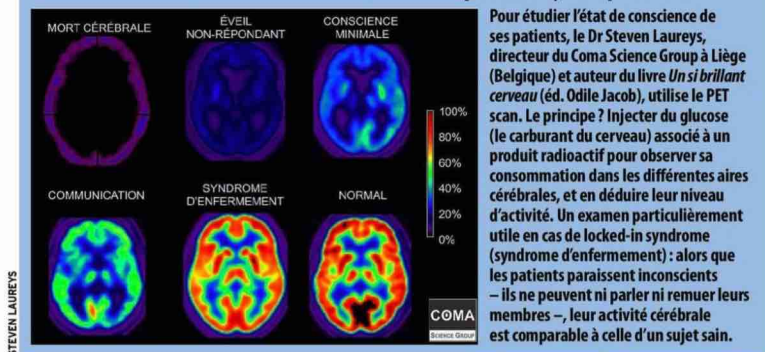 MORT CÉRÉBRALE
ÉVEIL
NON-RÉPONDANT
CONSCIENCE
MINIMALE
100%
80%
60%
40%
20%
0%
COMMUNICATION
SYNDROME
D'ENFERMEMENT
NORMAL
COMA
SCIENCE GROUP
STEVEN LAUREYS
Pour étudier l'état de conscience de
ses patients, le Dr Steven Laureys,
directeur du Coma Science Group à Liège
(Belgique) et auteur du livre Un si brillant
cerveau (éd. Odile Jacob), utilise le PET
scan. Le principe ? Injecter du glucose
(le carburant du cerveau) associé à un
produit radioactif pour observer sa
consommation dans les différentes aires
cérébrales, et en déduire leur niveau
d'activité. Un examen particulièrement
utile en cas de locked-in syndrome
(syndrome d'enfermement) : alors que
les patients paraissent inconscients
– ils ne peuvent ni parler ni remuer leurs
membres –, leur activité cérébrale
est comparable à celle d'un sujet sain.